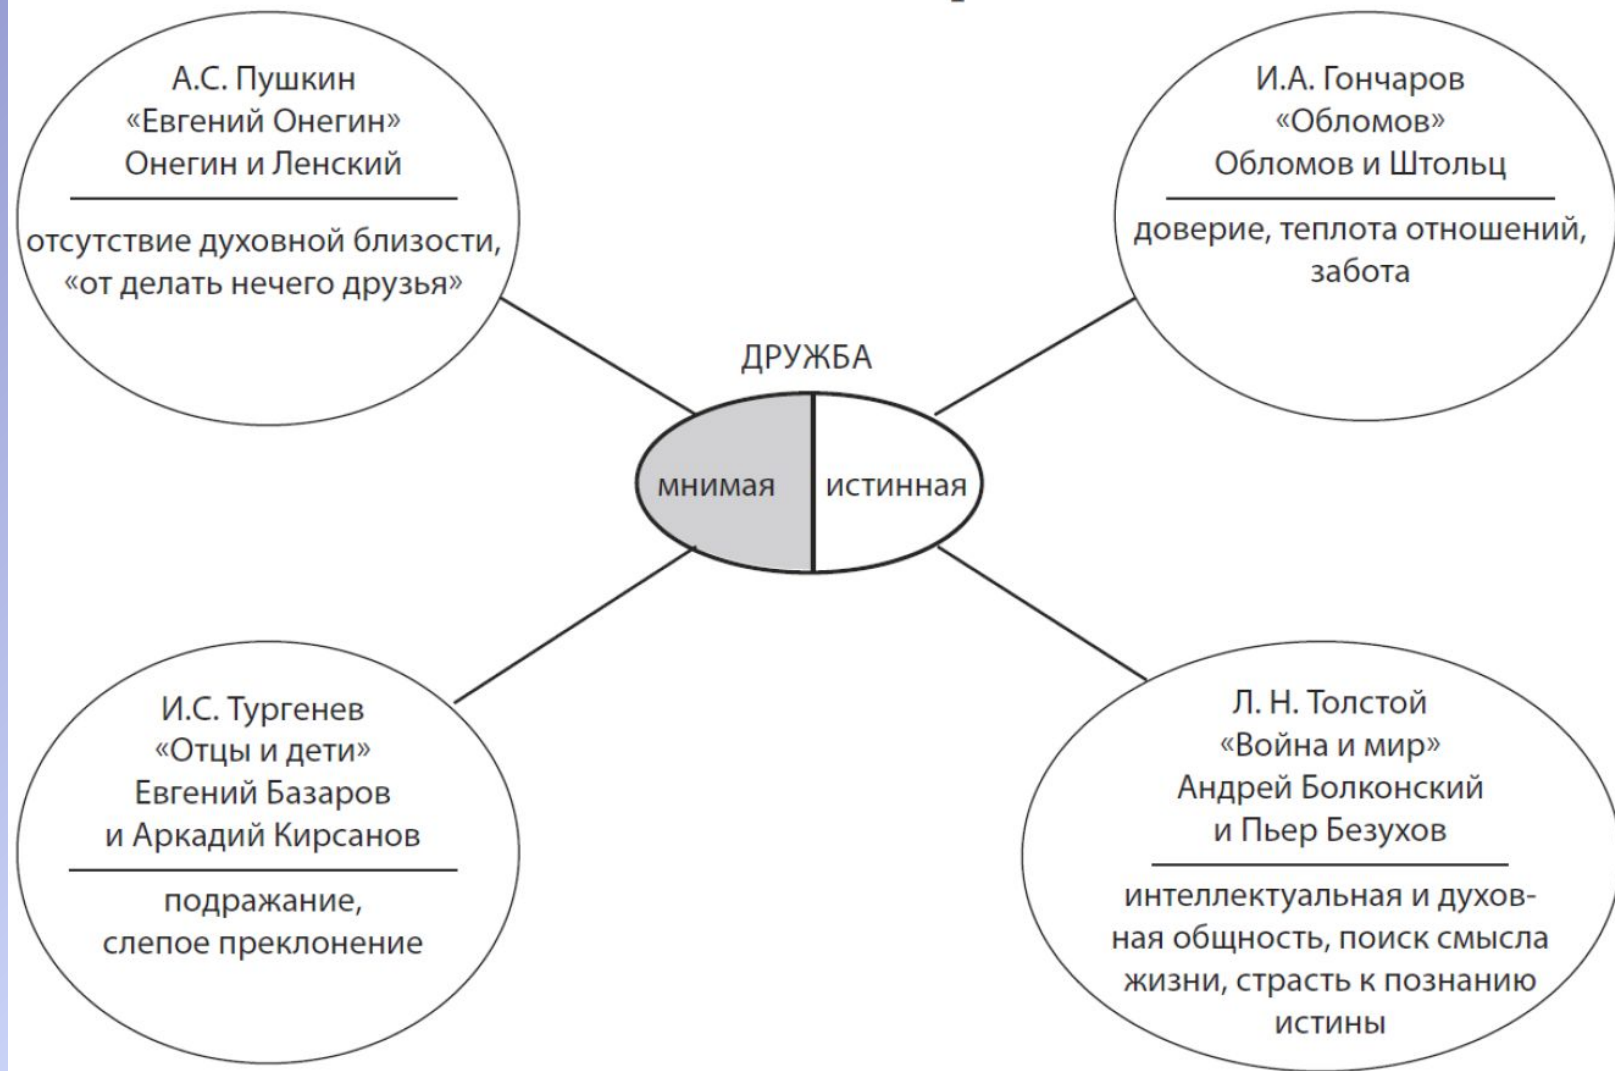 А.С. Пушкин
«Евгений Онегин»
Онегин и Ленский
отсутствие духовной близости,
«от делать нечего друзья»
И.А. Гончаров
«Обломов»
Обломов и Штольц
доверие, теплота отношений,
забота
ДРУЖБА
мнимая
истинная
И.С. Тургенев
«Отцы и дети»
Евгений Базаров
и Аркадий Кирсанов
подражание,
слепое преклонение
Л. Н. Толстой
«Война и мир»
Андрей Болконский
и Пьер Безухов
интеллектуальная и духов-
ная общность, поиск смысла
жизни, страсть к познанию
истины